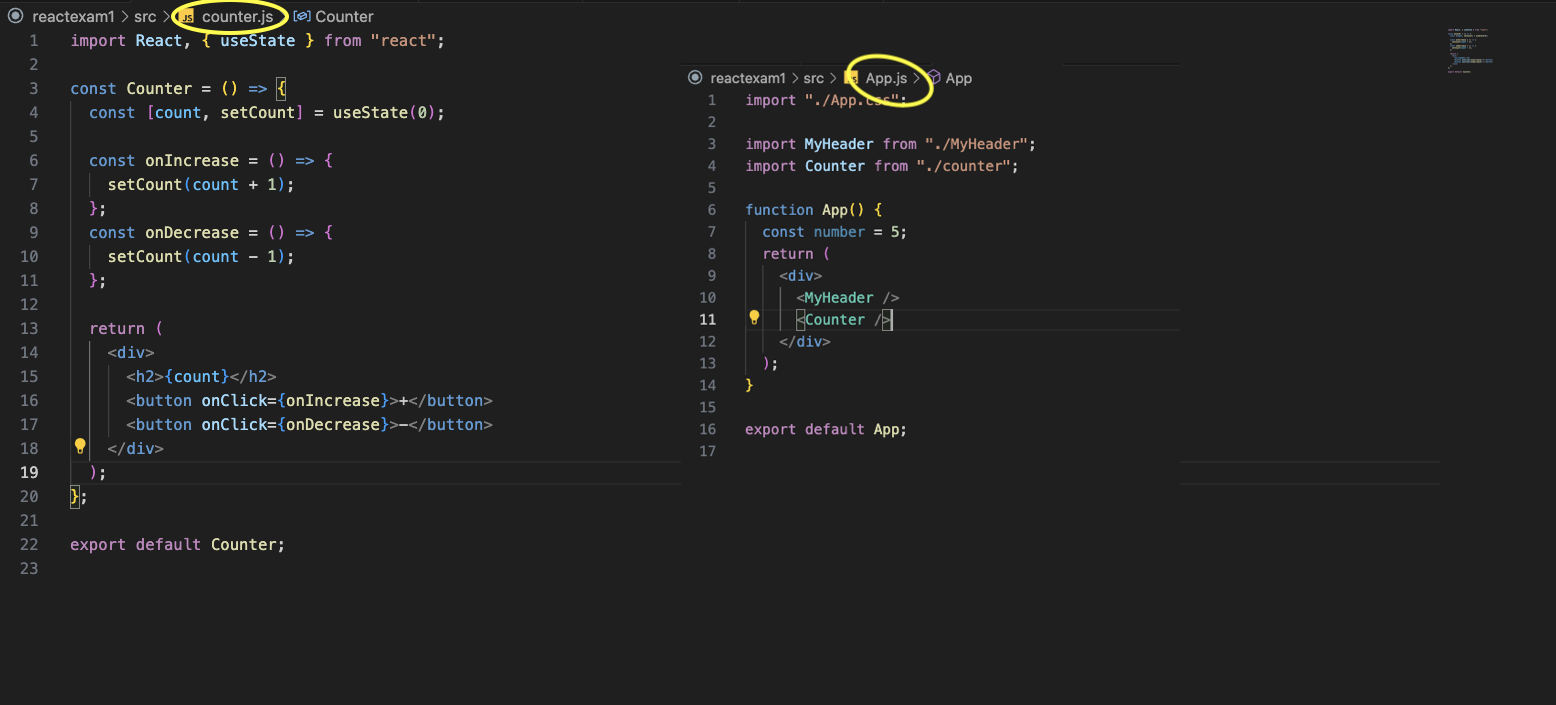 reactexam1 > src > JS counter.js > Counter
1 import React, { useState } from "react";
2
3 const Counter = () => {
4   const [count, setCount] = useState(0);
5
6   const onIncrease = () => {
7     setCount(count + 1);
8   };
9   const onDecrease = () => {
10     setCount(count - 1);
11   };
12
13   return (
14     <div>
15       <h2>{count}</h2>
16       <button onClick={onIncrease}>+</button>
17       <button onClick={onDecrease}>-</button>
18     </div>
19   );
20 };
21
22 export default Counter;
23
reactexam1 > src > JS App.js > App
1 import "./App.css";
2
3 import MyHeader from "./MyHeader";
4 import Counter from "./counter";
5
6 function App() {
7   const number = 5;
8   return (
9     <div>
10       <MyHeader />
11       <Counter />
12     </div>
13   );
14 }
15
16 export default App;
17